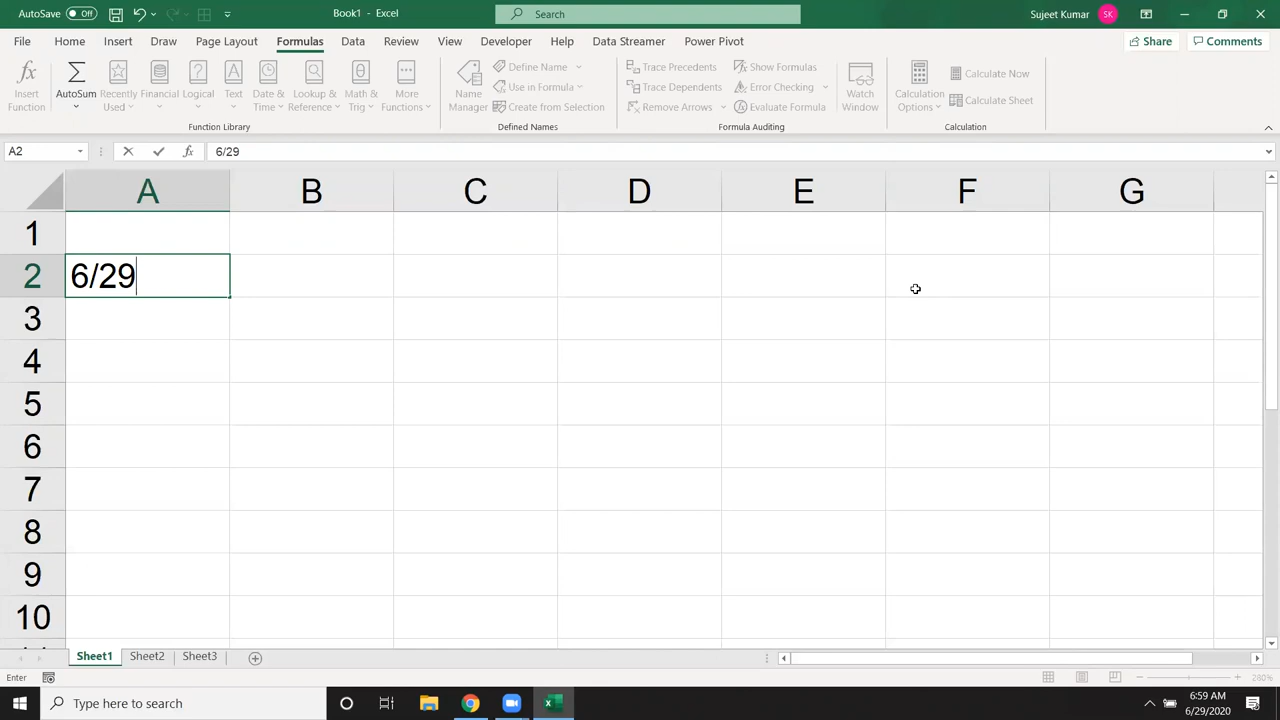 AutoSave Off
Book1 - Excel
Search
Sujeet Kumar SK
File Home Insert Draw Page Layout Formulas Data Review View Developer Help Data Streamer Power Pivot
Share Comments
Insert Function
AutoSum
Recently Used
Financial
Logical
Text
Date & Time
Lookup & Reference
Math & Trig
More Functions
Function Library
Name Manager
Define Name
Use in Formula
Create from Selection
Defined Names
Trace Precedents
Trace Dependents
Remove Arrows
Show Formulas
Error Checking
Evaluate Formula
Formula Auditing
Watch Window
Calculation Options
Calculate Now
Calculate Sheet
Calculation
A2 fx 6/29
A B C D E F G
1
2 6/29
3
4
5
6
7
8
9
10
Sheet1 Sheet2 Sheet3
Enter
280%
Type here to search
6:59 AM
6/29/2020